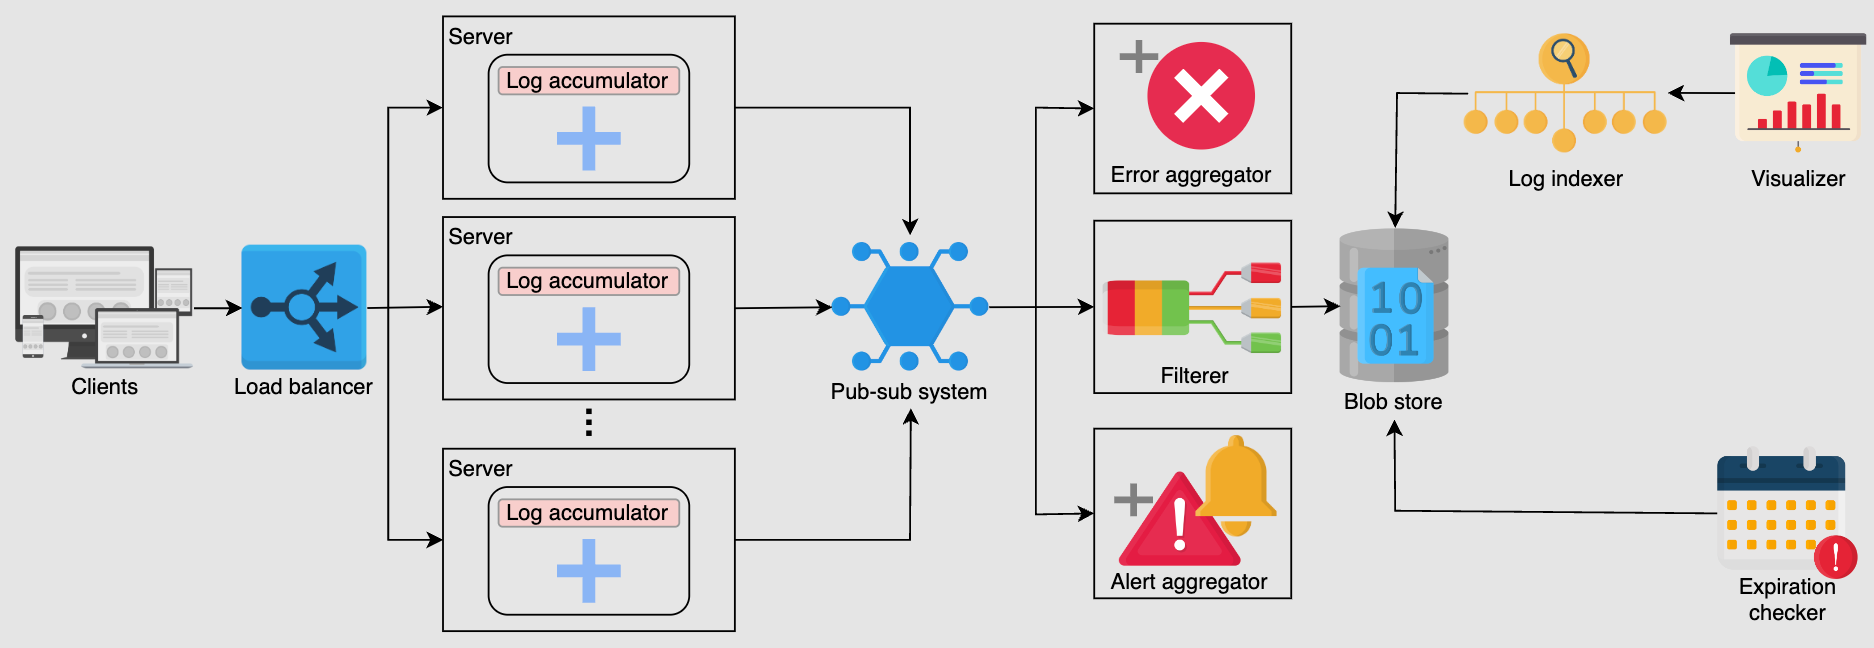 Server
Log accumulator
Server
Log accumulator
Server
Log accumulator
Clients
Load balancer
Pub-sub system
Error aggregator
Filterer
Alert aggregator
10
01
Blob store
Log indexer
Visualizer
Expiration
checker